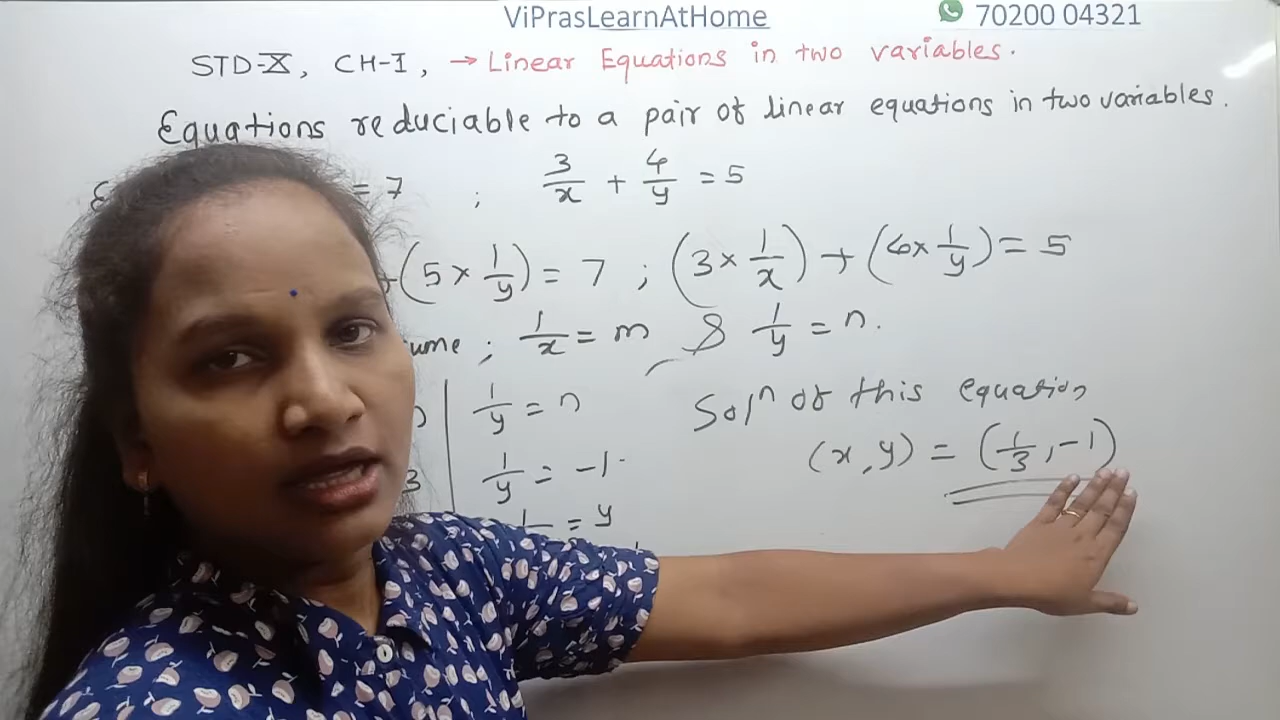 ViPrasLearnAtHome 70200 04321
STD-X, CH-I, → Linear Equations in two variables.
Equations reduciable to a pair of linear equations in two variables.
= 7 ; 3/x + 4/y = 5
+(5 × 1/y) = 7 ; (3 × 1/x) + (4 × 1/y) = 5
ume ; 1/x = m & 1/y = n.
1/y = n
Solⁿ of this equation
1/y = -1
(x, y) = (1/3, -1)
3
= y